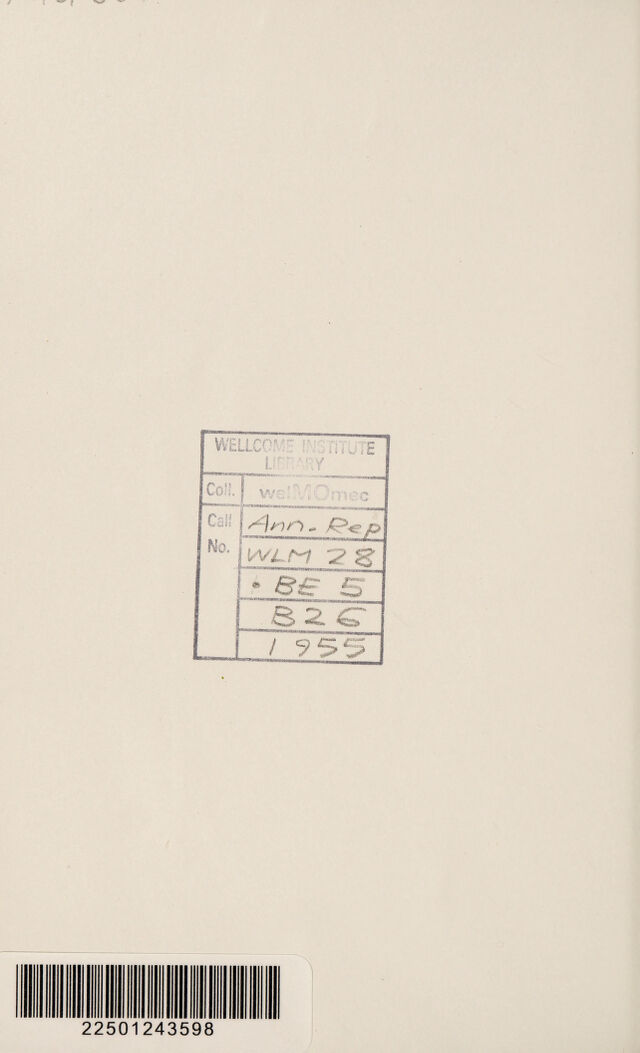 WELLCOME INSTITUTE
LIBRARY
Coll. welMOmec
Call Ann. Rep
No. WLM 28
. BE 5
B26
1955
22501243598